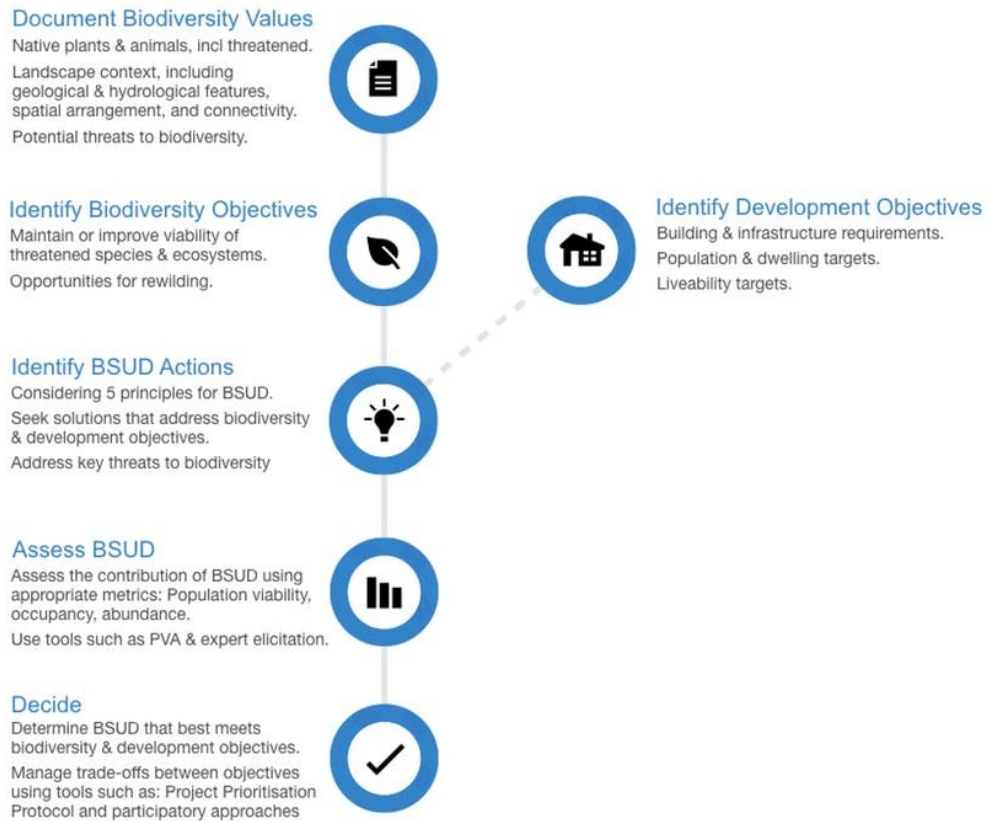 Document Biodiversity Values
Native plants & animals, incl threatened.
Landscape context, including
geological & hydrological features,
spatial arrangement, and connectivity.
Potential threats to biodiversity.
Identify Biodiversity Objectives
Maintain or improve viability of
threatened species & ecosystems.
Opportunities for rewilding.
Identify Development Objectives
Building & infrastructure requirements.
Population & dwelling targets.
Liveability targets.
Identify BSUD Actions
Considering 5 principles for BSUD.
Seek solutions that address biodiversity
& development objectives.
Address key threats to biodiversity
Assess BSUD
Assess the contribution of BSUD using
appropriate metrics: Population viability,
occupancy, abundance.
Use tools such as PVA & expert elicitation.
Decide
Determine BSUD that best meets
biodiversity & development objectives.
Manage trade-offs between objectives
using tools such as: Project Prioritisation
Protocol and participatory approaches